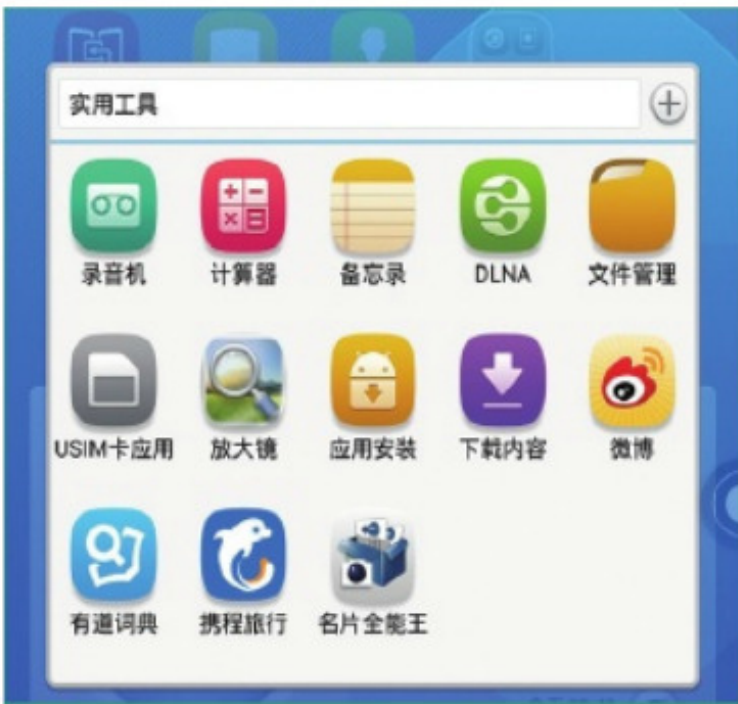 实用工具
录音机 计算器 备忘录 DLNA 文件管理
USIM卡应用 放大镜 应用安装 下载内容 微博
有道词典 携程旅行 名片全能王